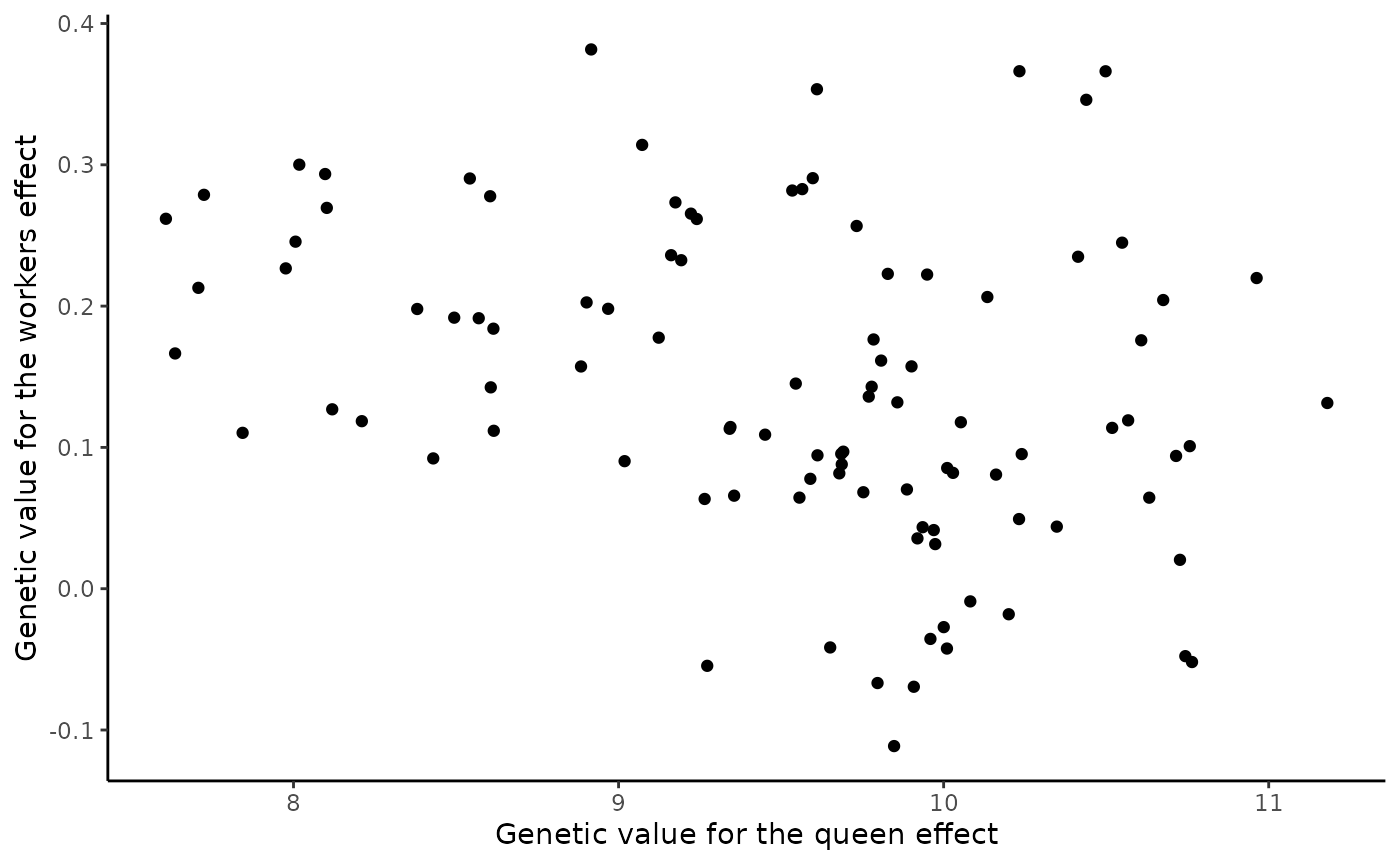 Genetic value for the workers effect
0.4
0.3
0.2
0.1
0.0
-0.1
8 9 10 11
Genetic value for the queen effect